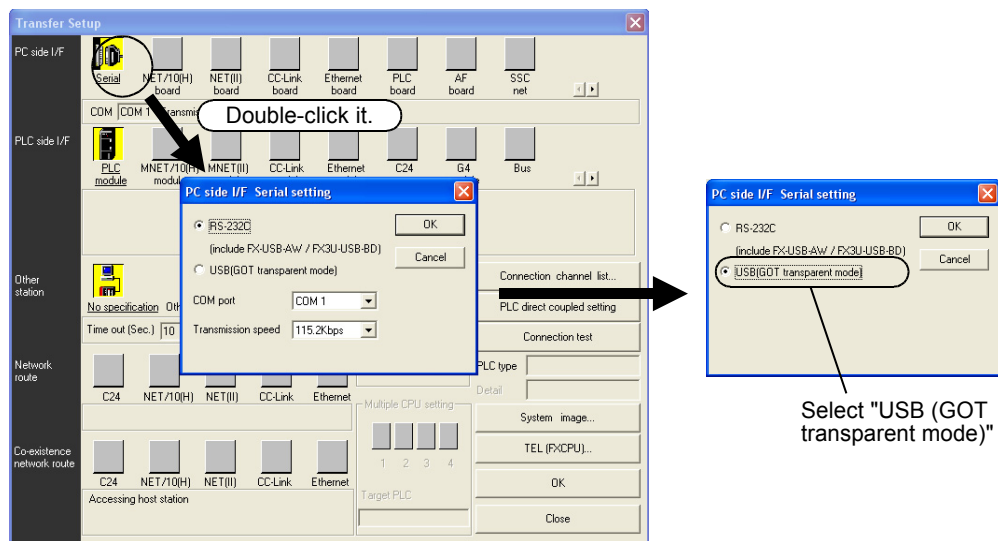 Transfer Setup
PC side I/F
Serial NET/10(H) board NET(II) board CC-Link board Ethernet board PLC board AF board SSC net
COM COM 1
Double-click it.
PLC side I/F
PLC module MNET/10(H) MNET(II) CC-Link Ethernet C24 G4 Bus
PC side I/F Serial setting
RS-232C
(include FX-USB-AW / FX3U-USB-BD)
USB(GOT transparent mode)
OK
Cancel
COM port COM 1
Transmission speed 115.2Kbps
Other station
No specification
Time out (Sec.) 10
Connection channel list...
PLC direct coupled setting
Connection test
PLC type
Detail
System image...
TEL (FXCPU)...
OK
Close
Network route
C24 NET/10(H) NET(II) CC-Link Ethernet
Multiple CPU setting
1 2 3 4
Target PLC
Co-existence network route
C24 NET/10(H) NET(II) CC-Link Ethernet
Accessing host station
PC side I/F Serial setting
RS-232C
(include FX-USB-AW / FX3U-USB-BD)
USB(GOT transparent mode)
OK
Cancel
Select "USB (GOT
transparent mode)"